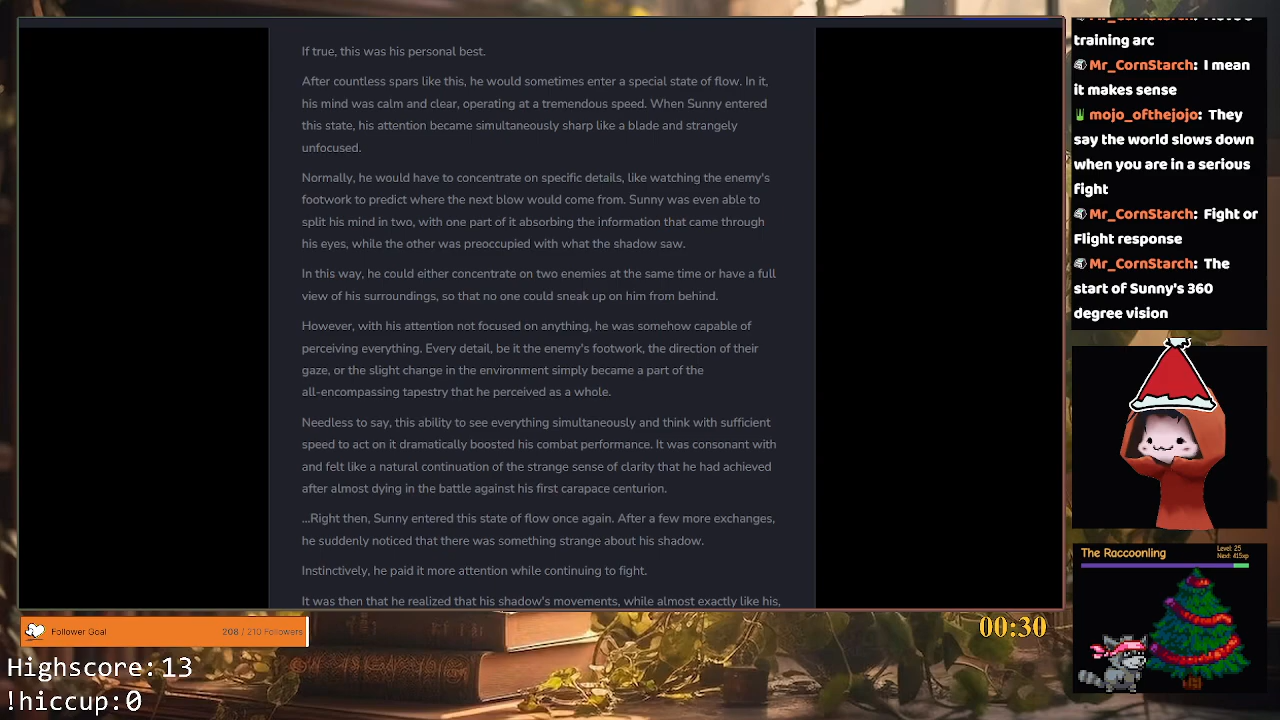 If true, this was his personal best.
After countless spars like this, he would sometimes enter a special state of flow. In it,
his mind was calm and clear, operating at a tremendous speed. When Sunny entered
this state, his attention became simultaneously sharp like a blade and strangely
unfocused.
Normally, he would have to concentrate on specific details, like watching the enemy's
footwork to predict where the next blow would come from. Sunny was even able to
split his mind in two, with one part of it absorbing the information that came through
his eyes, while the other was preoccupied with what the shadow saw.
In this way, he could either concentrate on two enemies at the same time or have a full
view of his surroundings, so that no one could sneak up on him from behind.
However, with his attention not focused on anything, he was somehow capable of
perceiving everything. Every detail, be it the enemy's footwork, the direction of their
gaze, or the slight change in the environment simply became a part of the
all-encompassing tapestry that he perceived as a whole.
Needless to say, this ability to see everything simultaneously and think with sufficient
speed to act on it dramatically boosted his combat performance. It was consonant with
and felt like a natural continuation of the strange sense of clarity that he had achieved
after almost dying in the battle against his first carapace centurion.
...Right then, Sunny entered this state of flow once again. After a few more exchanges,
he suddenly noticed that there was something strange about his shadow.
Instinctively, he paid it more attention while continuing to fight.
It was then that he realized that his shadow's movements, while almost exactly like his,
training arc
Mr_CornStarch: I mean
it makes sense
mojo_ofthejojo: They
say the world slows down
when you are in a serious
fight
Mr_CornStarch: Fight or
Flight response
Mr_CornStarch: The
start of Sunny's 360
degree vision
The Raccoonling
Level: 25
Next: 415xp
Follower Goal
208 / 210 Followers
00:30
Highscore:13
!hiccup:0